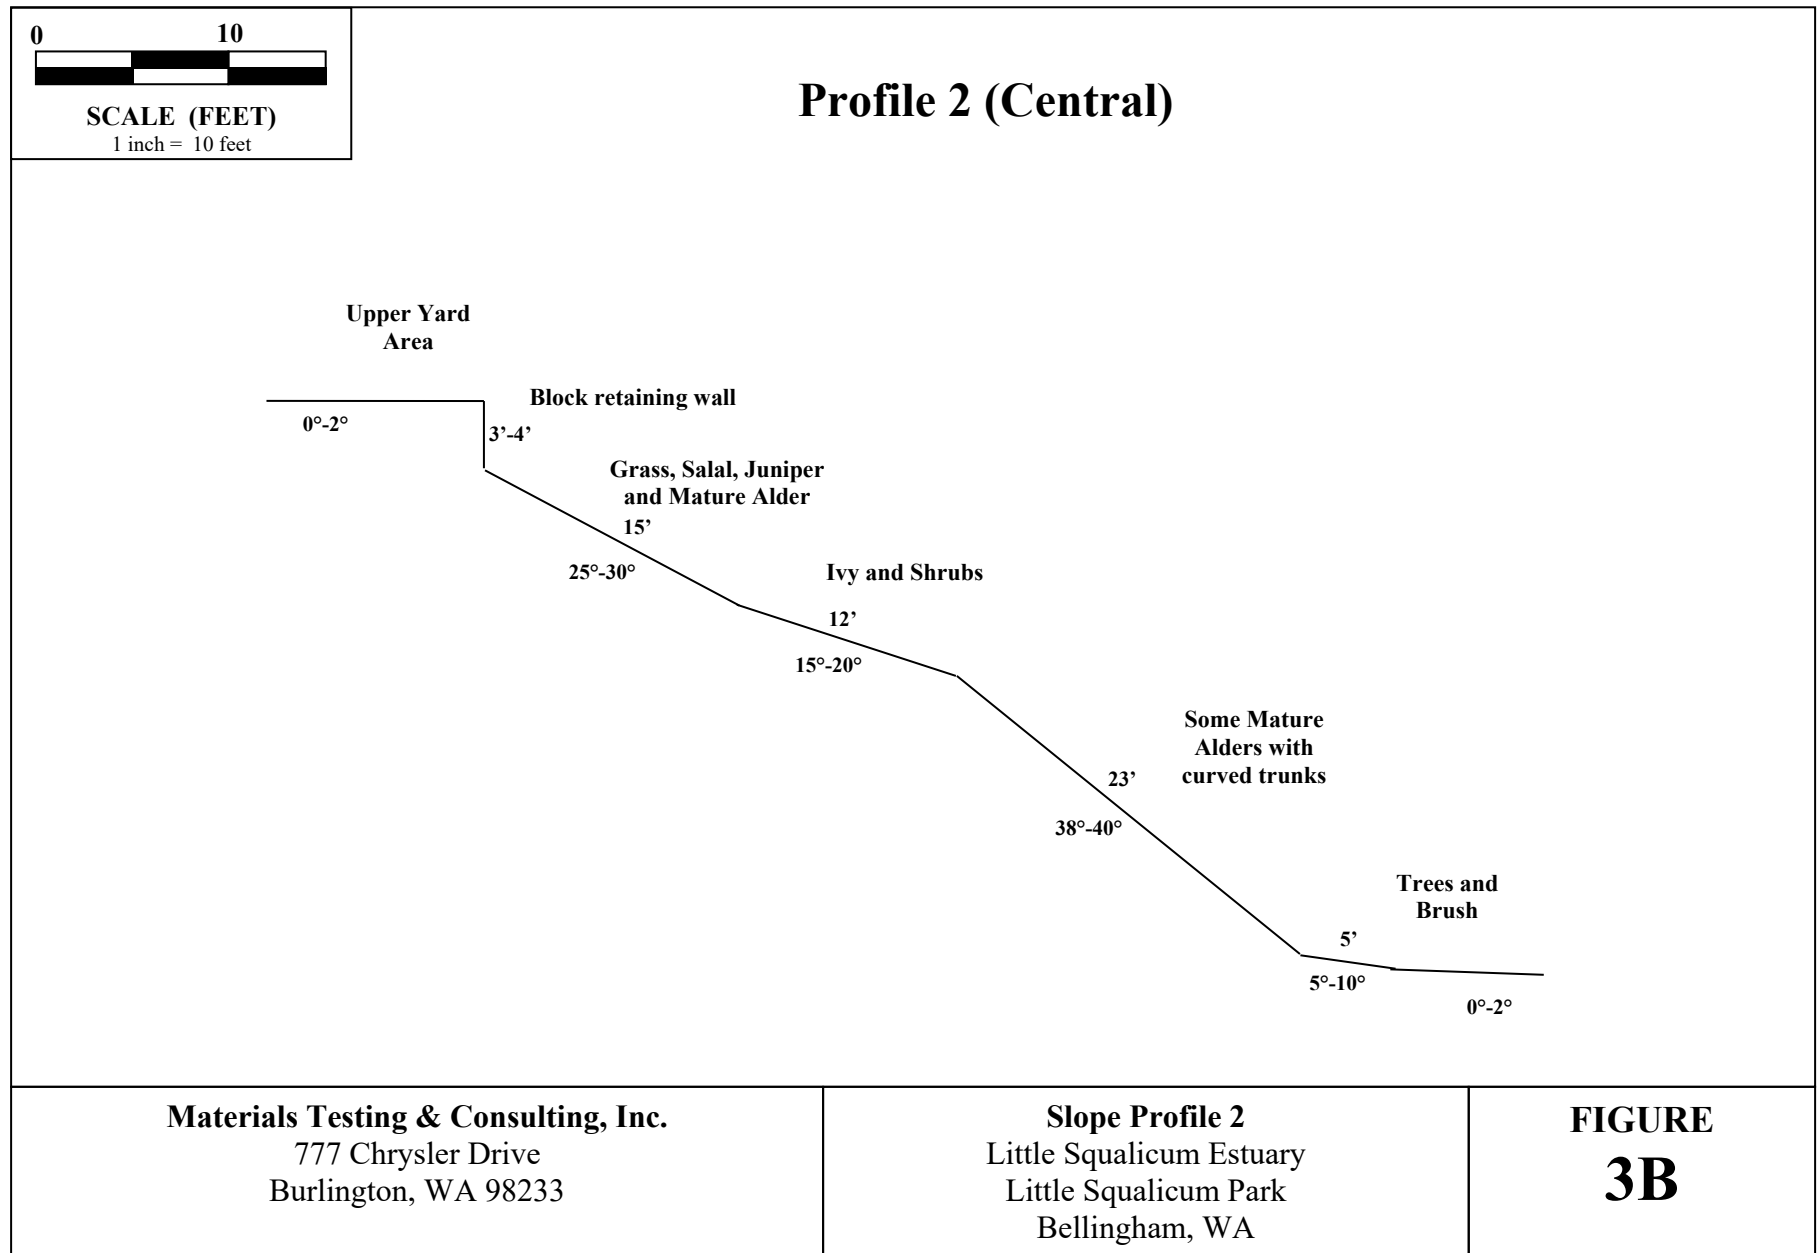 0 10
SCALE (FEET)
1 inch = 10 feet
Profile 2 (Central)
Upper Yard
Area
Block retaining wall
0°-2°
3’-4’
Grass, Salal, Juniper
and Mature Alder
15’
25°-30°
Ivy and Shrubs
12’
15°-20°
Some Mature
Alders with
curved trunks
23’
38°-40°
Trees and
Brush
5’
5°-10°
0°-2°
Materials Testing & Consulting, Inc.
777 Chrysler Drive
Burlington, WA 98233
Slope Profile 2
Little Squalicum Estuary
Little Squalicum Park
Bellingham, WA
FIGURE
3B